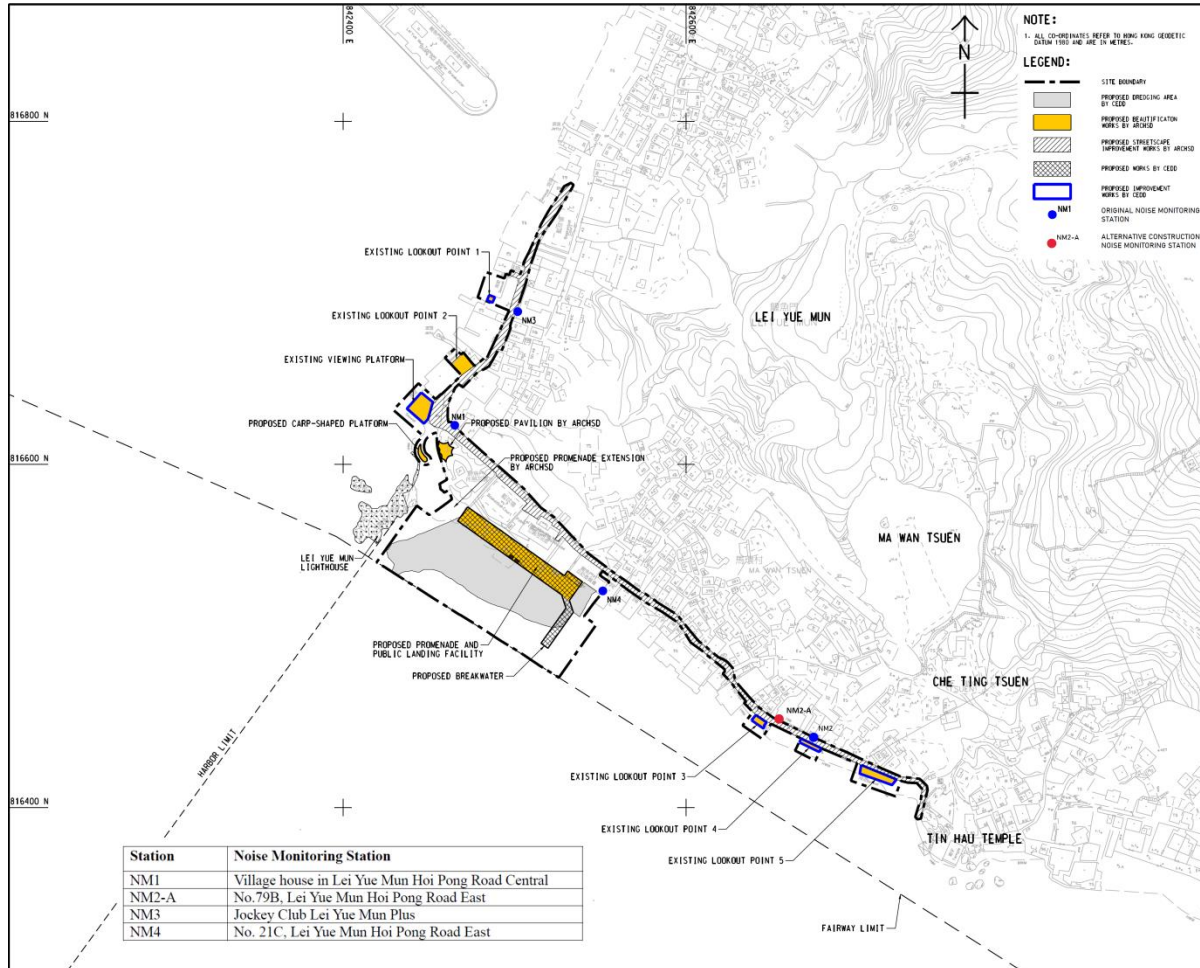 842400 E
842600 E
816800 N
816600 N
816400 N
N
NOTE:
1. ALL CO-ORDINATES REFER TO HONG KONG GEODETIC
DATUM 1980 AND ARE IN METRES.
LEGEND:
SITE BOUNDARY
PROPOSED DREDGING AREA
BY CEDD
PROPOSED BEAUTIFICATION
WORKS BY ARCHSD
PROPOSED STREETSCAPE
IMPROVEMENT WORKS BY ARCHSD
PROPOSED WORKS BY CEDD
PROPOSED IMPROVEMENT
WORKS BY CEDD
NM1
ORIGINAL NOISE MONITORING
STATION
NM2-A
ALTERNATIVE CONSTRUCTION
NOISE MONITORING STATION
EXISTING LOOKOUT POINT 1
NM3
EXISTING LOOKOUT POINT 2
LEI YUE MUN
EXISTING VIEWING PLATFORM
PROPOSED CARP-SHAPED PLATFORM
NM1
PROPOSED PAVILION BY ARCHSD
PROPOSED PROMENADE EXTENSION
BY ARCHSD
MA WAN TSUEN
MA WAN TSUEN
LEI YUE MUN
LIGHTHOUSE
NM4
PROPOSED PROMENADE AND
PUBLIC LANDING FACILITY
PROPOSED BREAKWATER
CHE TING TSUEN
HARBOR LIMIT
NM2-A
NM2
EXISTING LOOKOUT POINT 3
EXISTING LOOKOUT POINT 4
EXISTING LOOKOUT POINT 5
TIN HAU TEMPLE
FAIRWAY LIMIT
Station Noise Monitoring Station
NM1 Village house in Lei Yue Mun Hoi Pong Road Central
NM2-A No.79B, Lei Yue Mun Hoi Pong Road East
NM3 Jockey Club Lei Yue Mun Plus
NM4 No. 21C, Lei Yue Mun Hoi Pong Road East